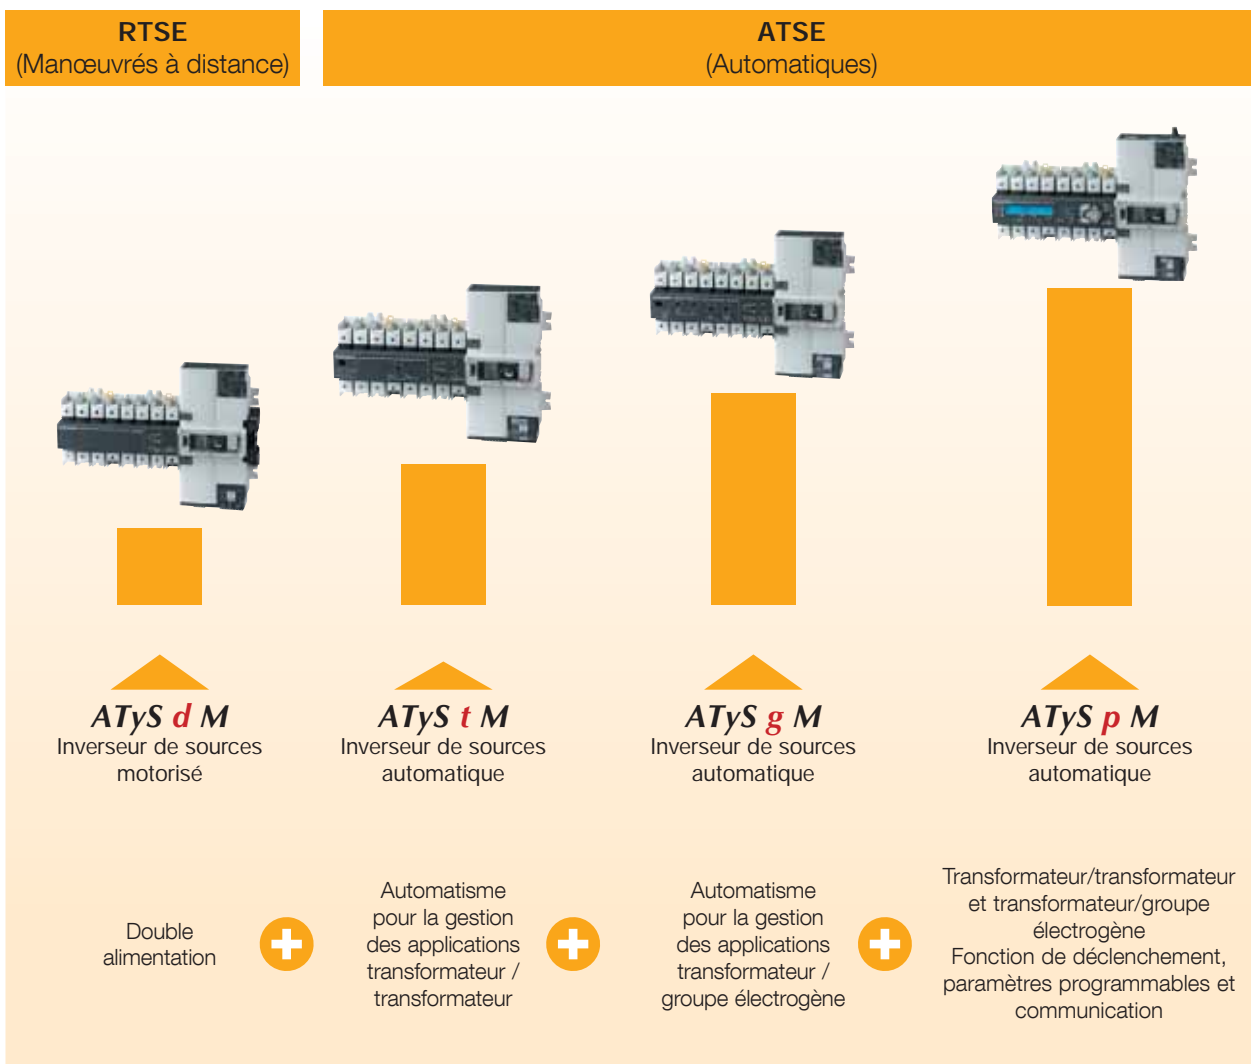 RTSE
(Manœuvrés à distance)
ATSE
(Automatiques)
ATyS d M
Inverseur de sources
motorisé
ATyS t M
Inverseur de sources
automatique
ATyS g M
Inverseur de sources
automatique
ATyS p M
Inverseur de sources
automatique
Double
alimentation
Automatisme
pour la gestion
des applications
transformateur /
transformateur
Automatisme
pour la gestion
des applications
transformateur /
groupe électrogène
Transformateur/transformateur
et transformateur/groupe
électrogène
Fonction de déclenchement,
paramètres programmables et
communication